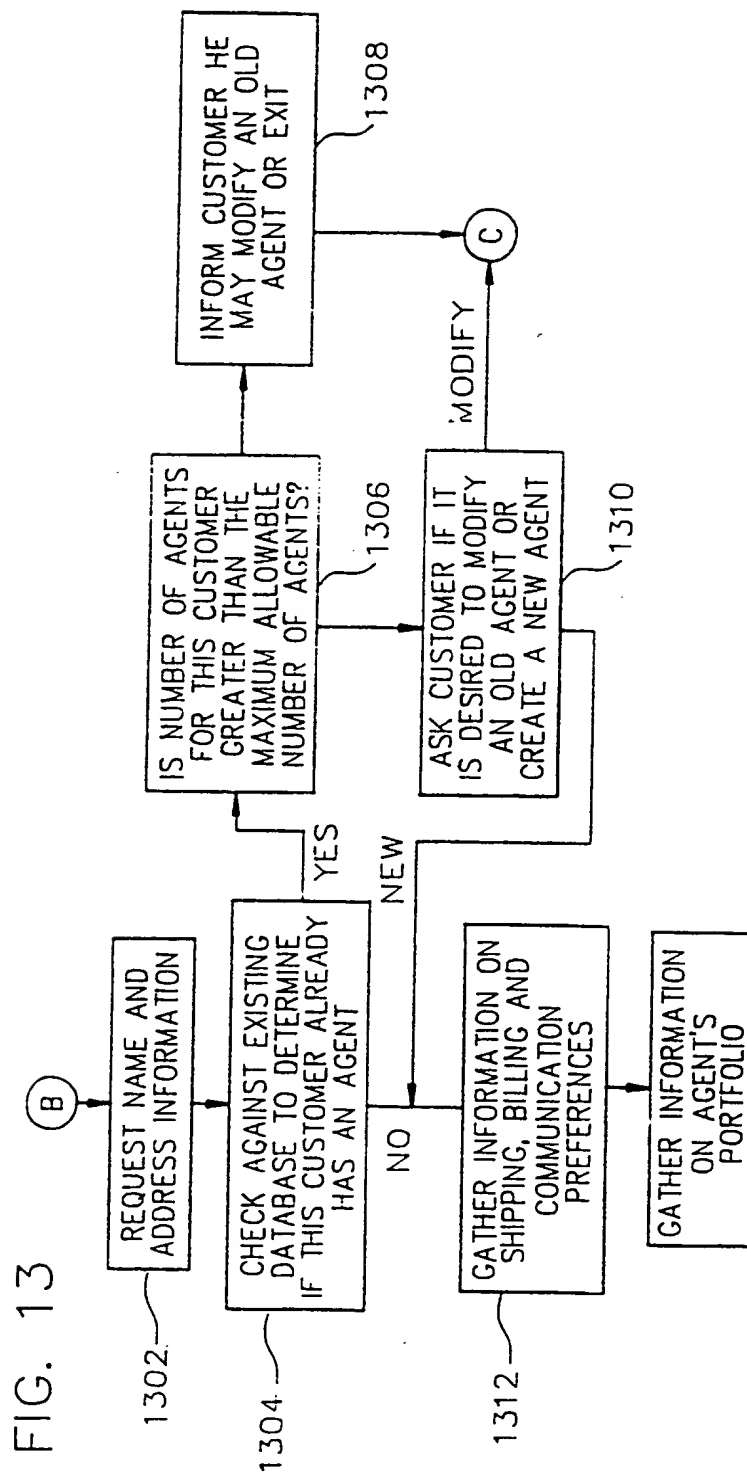 FIG. 13
B
REQUEST NAME AND
ADDRESS INFORMATION
1302
CHECK AGAINST EXISTING
DATABASE TO DETERMINE
IF THIS CUSTOMER ALREADY
HAS AN AGENT
1304
YES
NO
IS NUMBER OF AGENTS
FOR THIS CUSTOMER
GREATER THAN THE
MAXIMUM ALLOWABLE
NUMBER OF AGENTS?
1306
INFORM CUSTOMER HE
MAY MODIFY AN OLD
AGENT OR EXIT
1308
ASK CUSTOMER IF IT
IS DESIRED TO MODIFY
AN OLD AGENT OR
CREATE A NEW AGENT
1310
MODIFY
C
NEW
GATHER INFORMATION ON
SHIPPING, BILLING AND
COMMUNICATION
PREFERENCES
1312
GATHER INFORMATION
ON AGENT'S
PORTFOLIO